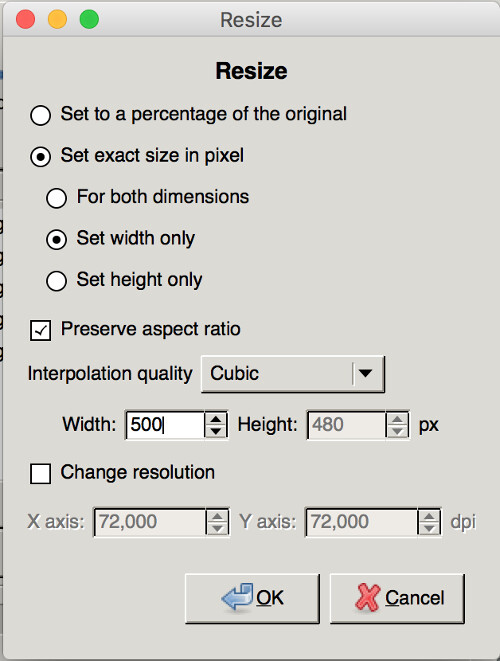 Resize
Resize
Set to a percentage of the original
Set exact size in pixel
For both dimensions
Set width only
Set height only
Preserve aspect ratio
Interpolation quality Cubic
Width: 500 Height: 480 px
Change resolution
X axis: 72,000 Y axis: 72,000 dpi
OK Cancel